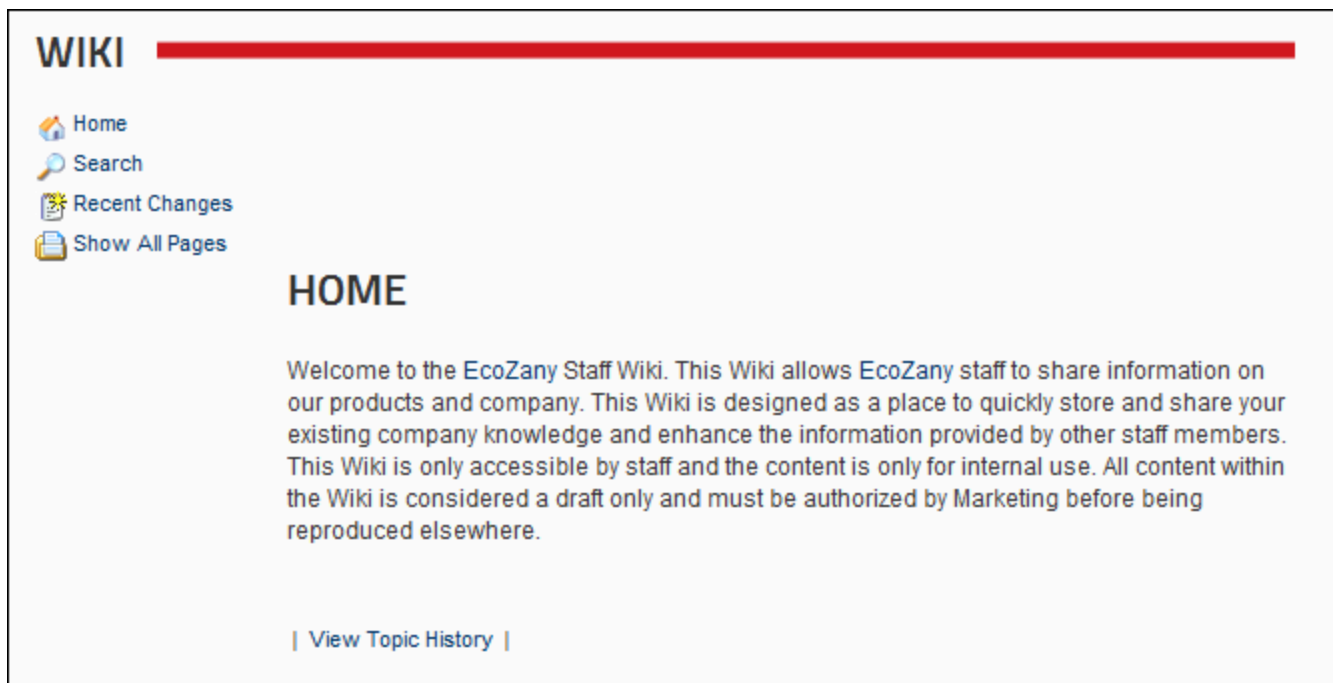 WIKI
Home
Search
Recent Changes
Show All Pages
HOME
Welcome to the EcoZany Staff Wiki. This Wiki allows EcoZany staff to share information on
our products and company. This Wiki is designed as a place to quickly store and share your
existing company knowledge and enhance the information provided by other staff members.
This Wiki is only accessible by staff and the content is only for internal use. All content within
the Wiki is considered a draft only and must be authorized by Marketing before being
reproduced elsewhere.
| View Topic History |